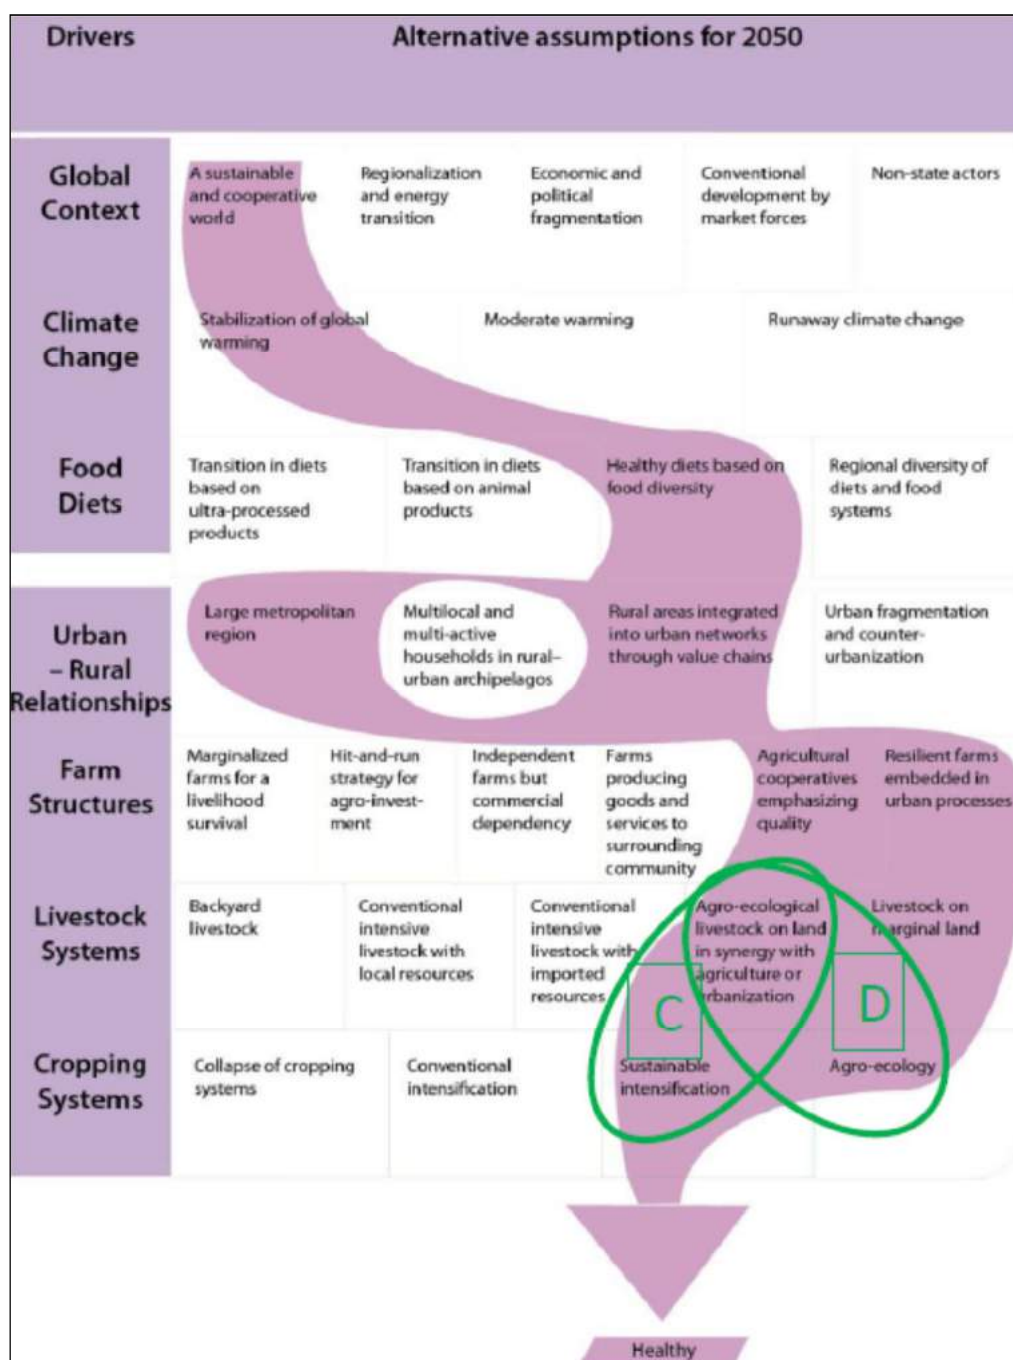 Drivers
Alternative assumptions for 2050
Global
Context
A sustainable
and cooperative
world
Regionalization
and energy
transition
Economic and
political
fragmentation
Conventional
development by
market forces
Non-state actors
Climate
Change
Stabilization of global
warming
Moderate warming
Runaway climate change
Food
Diets
Transition in diets
based on
ultra-processed
products
Transition in diets
based on animal
products
Healthy diets based on
food diversity
Regional diversity of
diets and food
systems
Urban
– Rural
Relationships
Large metropolitan
region
Multilocal and
multi-active
households in rural–
urban archipelagos
Rural areas integrated
into urban networks
through value chains
Urban fragmentation
and counter-
urbanization
Farm
Structures
Marginalized
farms for a
livelihood
survival
Hit-and-run
strategy for
agro-invest-
ment
Independent
farms but
commercial
dependency
Farms
producing
goods and
services to
surrounding
community
Agricultural
cooperatives
emphasizing
quality
Resilient farms
embedded in
urban processes
Livestock
Systems
Backyard
livestock
Conventional
intensive
livestock with
local resources
Conventional
intensive
livestock with
imported
resources
Agro-ecological
livestock on land
in synergy with
agriculture or
urbanization
Livestock on
marginal land
C
D
Cropping
Systems
Collapse of cropping
systems
Conventional
intensification
Sustainable
intensification
Agro-ecology
Healthy